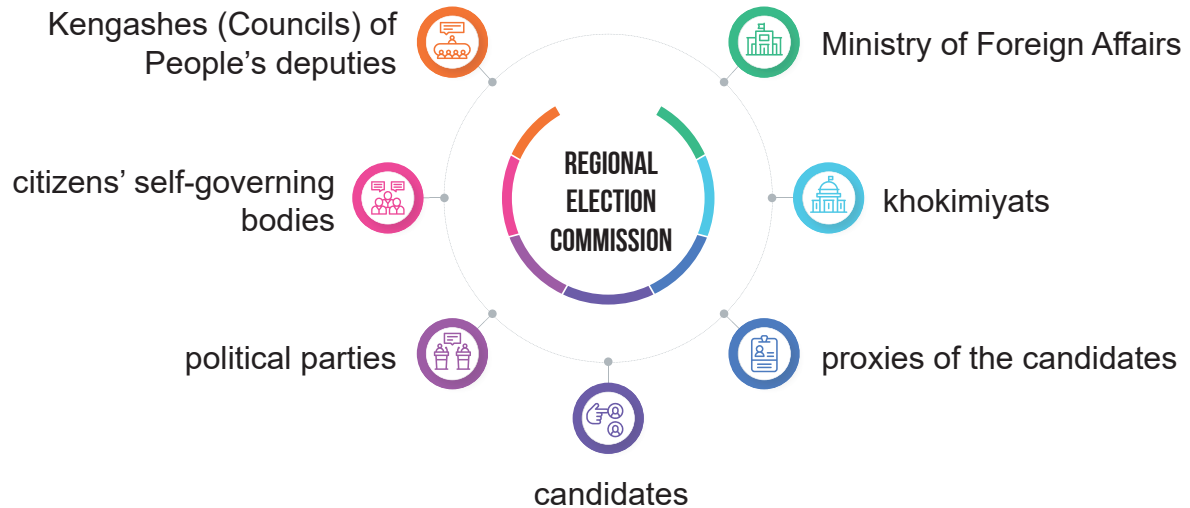 Kengashes (Councils) of
People's deputies
Ministry of Foreign Affairs
citizens' self-governing
bodies
REGIONAL
ELECTION
COMMISSION
khokimiyats
political parties
proxies of the candidates
candidates